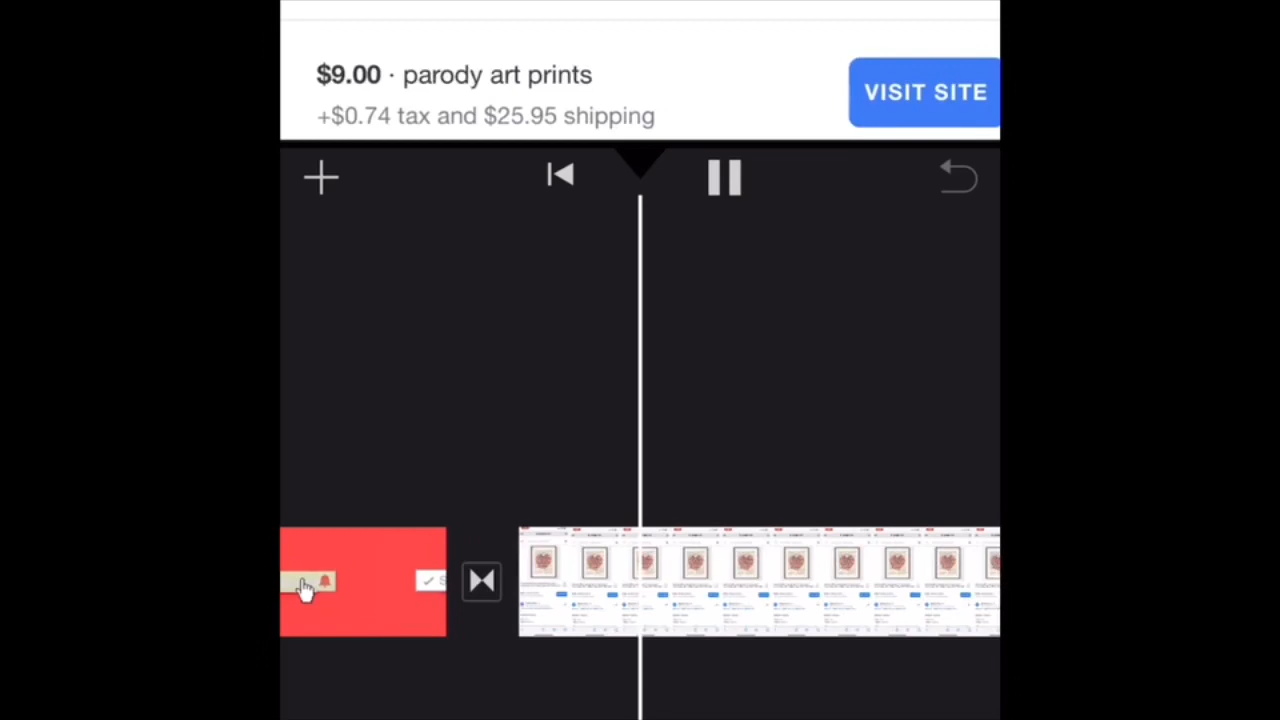 $9.00 · parody art prints
+$0.74 tax and $25.95 shipping
VISIT SITE